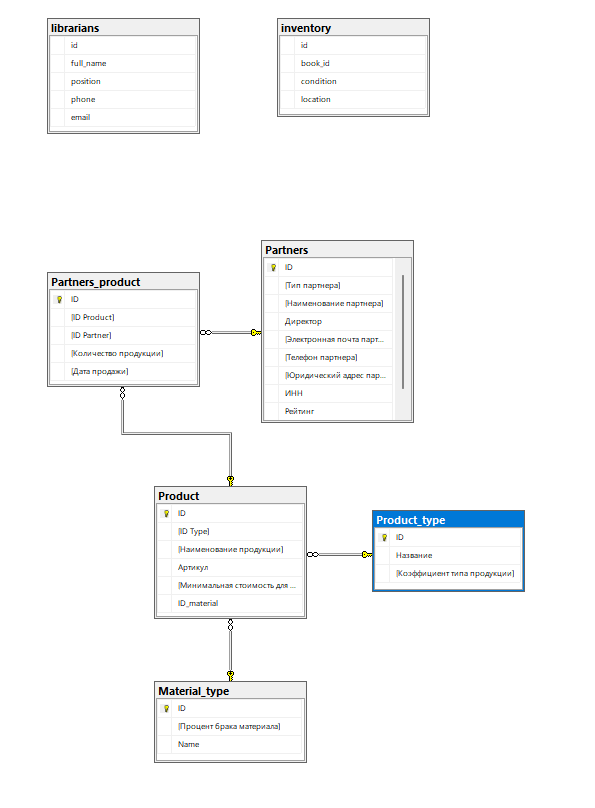 librarians
id
full_name
position
phone
email
inventory
id
book_id
condition
location
Partners_product
ID
[ID Product]
[ID Partner]
[Количество продукции]
[Дата продажи]
Partners
ID
[Тип партнера]
[Наименование партнера]
Директор
[Электронная почта парт...
[Телефон партнера]
[Юридический адрес пар...
ИНН
Рейтинг
Product
ID
[ID Type]
[Наименование продукции]
Артикул
[Минимальная стоимость для ...
ID_material
Product_type
ID
Название
[Коэффициент типа продукции]
Material_type
ID
[Процент брака материала]
Name